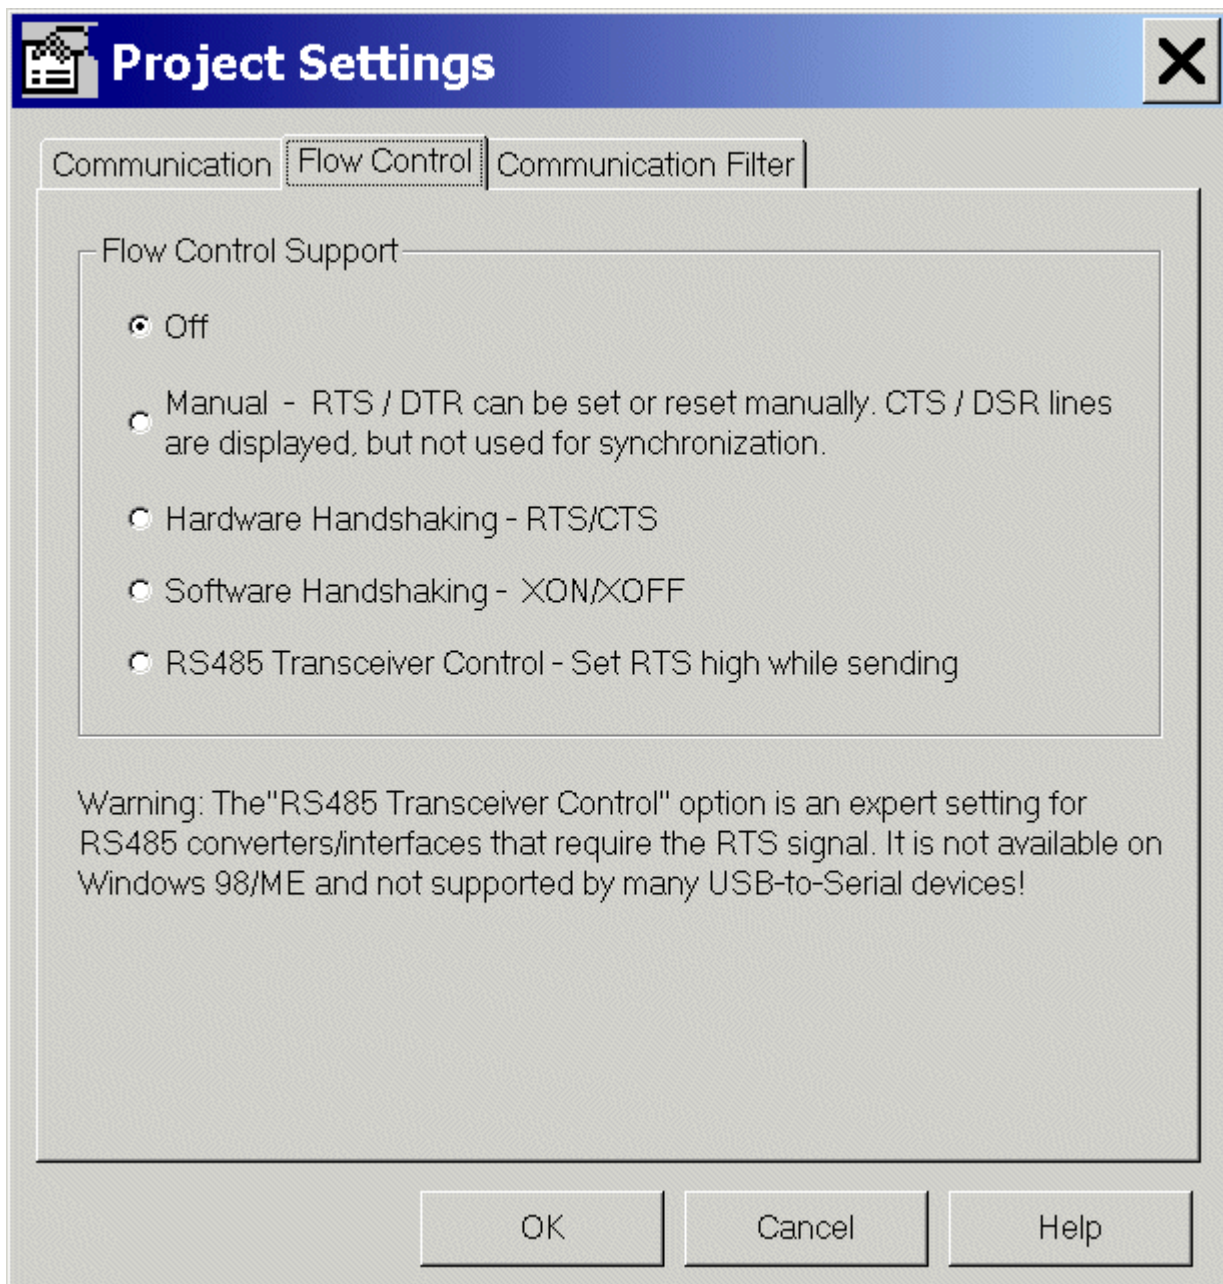 Project Settings
Communication
Flow Control
Communication Filter
Flow Control Support
Off
Manual - RTS / DTR can be set or reset manually. CTS / DSR lines
are displayed, but not used for synchronization.
Hardware Handshaking - RTS/CTS
Software Handshaking - XON/XOFF
RS485 Transceiver Control - Set RTS high while sending
Warning: The"RS485 Transceiver Control" option is an expert setting for
RS485 converters/interfaces that require the RTS signal. It is not available on
Windows 98/ME and not supported by many USB-to-Serial devices!
OK
Cancel
Help